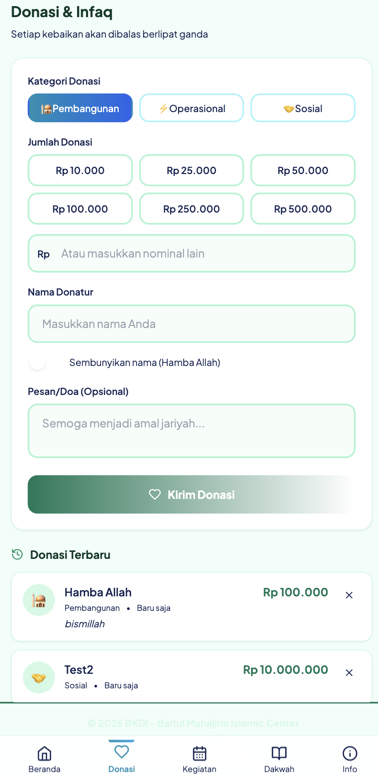 Donasi & Infaq
Setiap kebaikan akan dibalas berlipat ganda
Kategori Donasi
Pembangunan
Operasional
Sosial
Jumlah Donasi
Rp 10.000
Rp 25.000
Rp 50.000
Rp 100.000
Rp 250.000
Rp 500.000
Rp Atau masukkan nominal lain
Nama Donatur
Masukkan nama Anda
Sembunyikan nama (Hamba Allah)
Pesan/Doa (Opsional)
Semoga menjadi amal jariyah...
Kirim Donasi
Donasi Terbaru
Hamba Allah
Rp 100.000
Pembangunan • Baru saja
bismillah
Test2
Rp 10.000.000
Sosial • Baru saja
© 2026 BKDI - Baitul Muhajirin Islamic Center
Beranda
Donasi
Kegiatan
Dakwah
Info